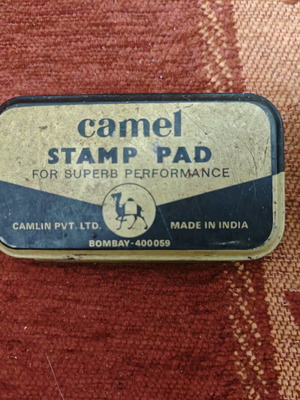 camel
STAMP PAD
FOR SUPERB PERFORMANCE
CAMLIN PVT. LTD. MADE IN INDIA
BOMBAY-400059